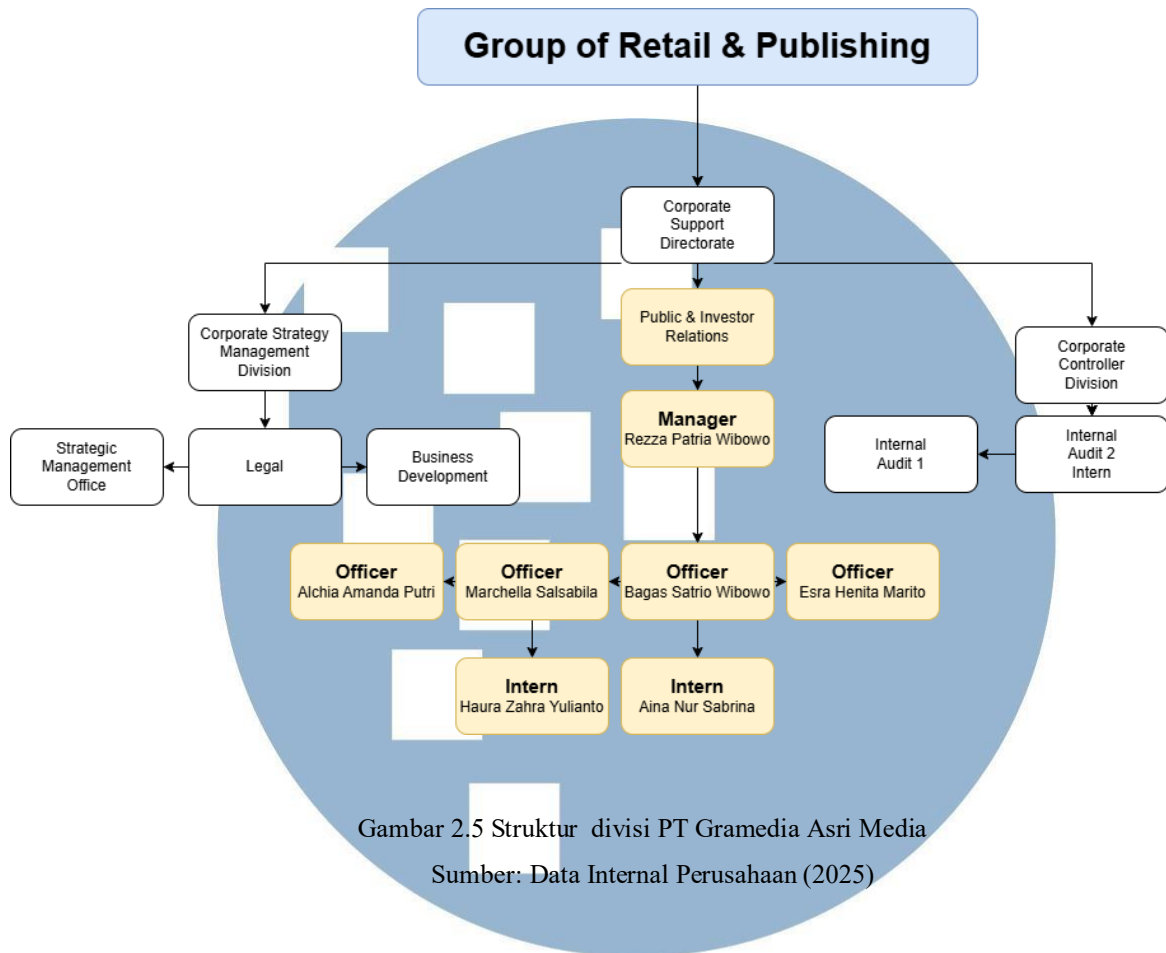 Group of Retail & Publishing
Corporate
Support
Directorate
Corporate Strategy
Management
Division
Public & Investor
Relations
Corporate
Controller
Division
Strategic
Management
Office
Legal
Business
Development
Manager
Rezza Patria Wibowo
Internal
Audit 1
Internal
Audit 2
Intern
Officer
Alchia Amanda Putri
Officer
Marchella Salsabila
Officer
Bagas Satrio Wibowo
Officer
Esra Henita Marito
Intern
Haura Zahra Yulianto
Intern
Aina Nur Sabrina
Gambar 2.5 Struktur divisi PT Gramedia Asri Media
Sumber: Data Internal Perusahaan (2025)